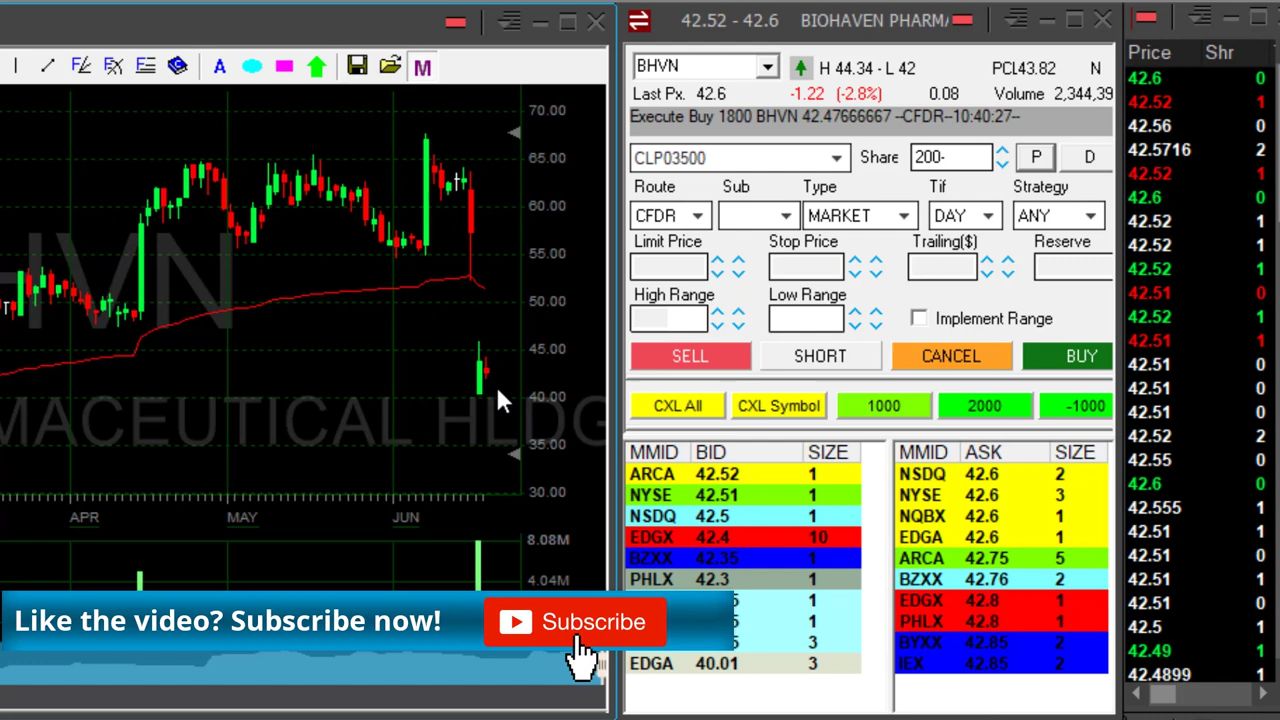 42.52 - 42.6 BIOHAVEN PHARMA
BHVN
H 44.34 - L 42
PCL43.82 N
Last Px. 42.6 -1.22 (-2.8%) 0.08 Volume 2,344,39
Execute Buy 1800 BHVN 42.47666667 --CFDR--10:40:27--
CLP03500 Share 200- P D
Route Sub Type Tif Strategy
CFDR MARKET DAY ANY
Limit Price Stop Price Trailing($) Reserve
High Range Low Range
Implement Range
SELL SHORT CANCEL BUY
CXL All CXL Symbol 1000 2000 -1000
MMID BID SIZE
ARCA 42.52 1
NYSE 42.51 1
NSDQ 42.5 1
EDGX 42.4 10
BZXX 42.35 1
PHLX 42.3 1
5 1
1
5 3
EDGA 40.01 3
MMID ASK SIZE
NSDQ 42.6 2
NYSE 42.6 3
NQBX 42.6 1
EDGA 42.6 1
ARCA 42.75 5
BZXX 42.76 2
EDGX 42.8 1
PHLX 42.8 1
BYXX 42.85 2
IEX 42.85 2
Price Shr
42.6 0
42.52 1
42.56 0
42.5716 2
42.52 1
42.6 0
42.52 1
42.52 1
42.52 1
42.51 0
42.52 1
42.51 1
42.51 0
42.51 0
42.51 0
42.52 2
42.55 0
42.6 0
42.555 1
42.51 1
42.51 0
42.51 1
42.51 0
42.5 1
42.49 1
42.4899 1
A M
70.00
65.00
60.00
55.00
50.00
45.00
40.00
35.00
30.00
HVN
MACEUTICAL HLDG
APR MAY JUN
8.08M
4.04M
Like the video? Subscribe now! Subscribe